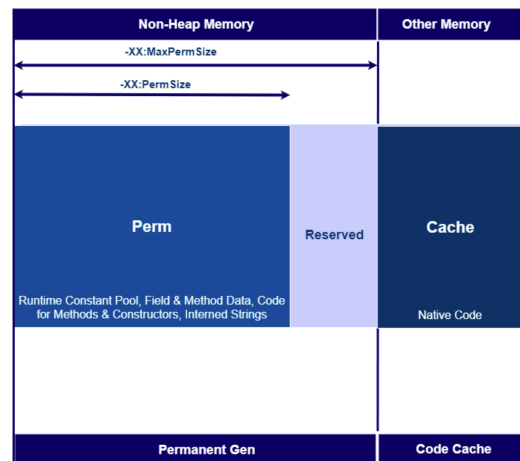 Non-Heap Memory
Other Memory
-XX:MaxPermSize
-XX:PermSize
Perm
Reserved
Cache
Runtime Constant Pool, Field & Method Data, Code
for Methods & Constructors, Interned Strings
Native Code
Permanent Gen
Code Cache